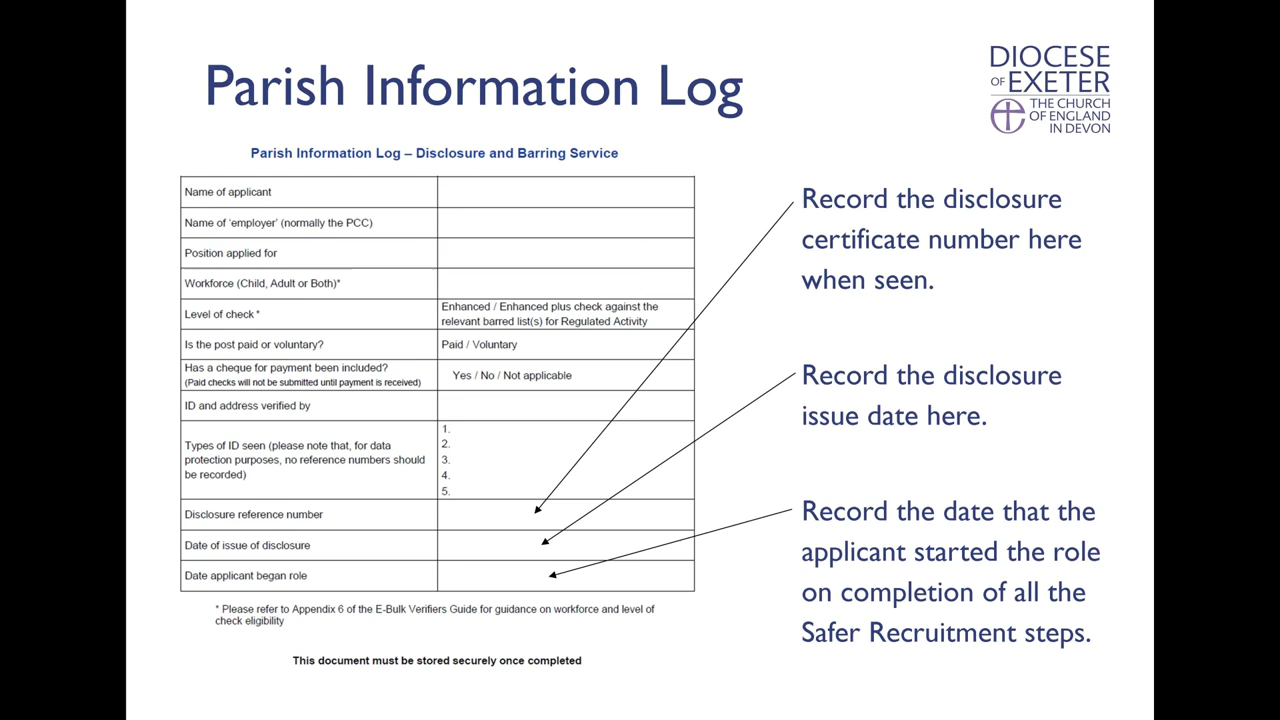 Parish Information Log
DIOCESE
OF EXETER
THE CHURCH
OF ENGLAND
IN DEVON
Parish Information Log – Disclosure and Barring Service
Name of applicant
Name of ‘employer’ (normally the PCC)
Position applied for
Workforce (Child, Adult or Both)*
Level of check *
Enhanced / Enhanced plus check against the
relevant barred list(s) for Regulated Activity
Is the post paid or voluntary?
Paid / Voluntary
Has a cheque for payment been included?
(Paid checks will not be submitted until payment is received)
Yes / No / Not applicable
ID and address verified by
Types of ID seen (please note that, for data
protection purposes, no reference numbers should
be recorded)
1.
2.
3.
4.
5.
Disclosure reference number
Date of issue of disclosure
Date applicant began role
* Please refer to Appendix 6 of the E-Bulk Verifiers Guide for guidance on workforce and level of
check eligibility
This document must be stored securely once completed
Record the disclosure
certificate number here
when seen.
Record the disclosure
issue date here.
Record the date that the
applicant started the role
on completion of all the
Safer Recruitment steps.